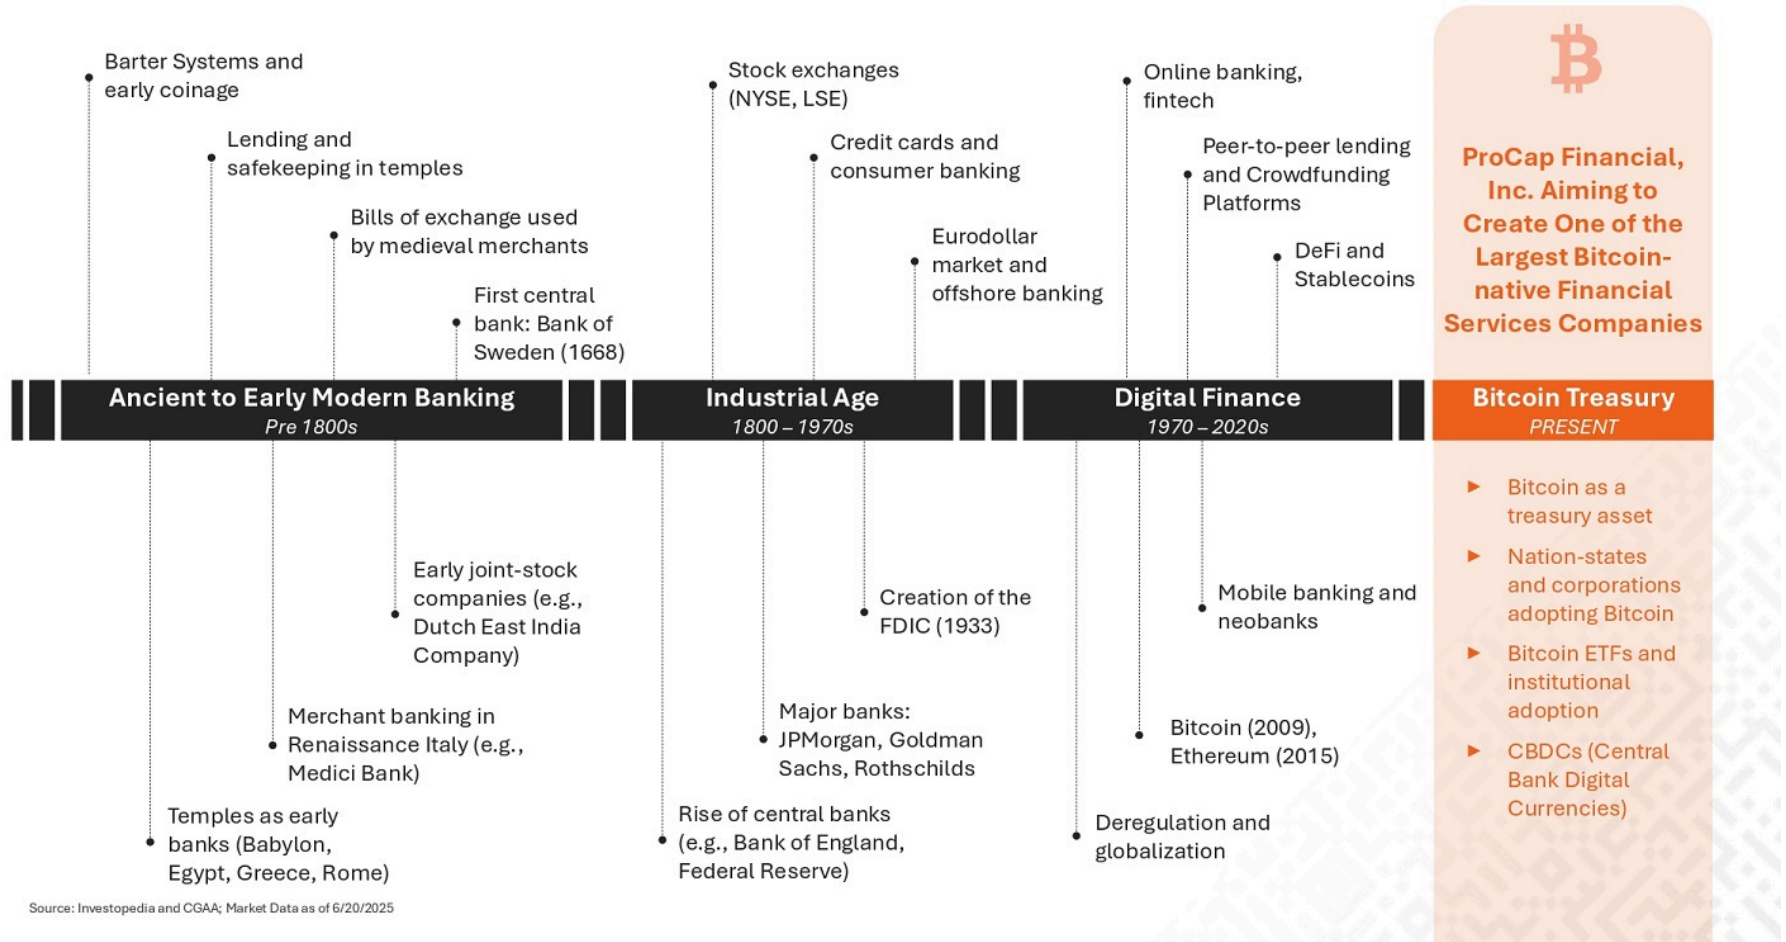 Barter Systems and
early coinage
Lending and
safekeeping in temples
Bills of exchange used
by medieval merchants
First central
bank: Bank of
Sweden (1668)
Stock exchanges
(NYSE, LSE)
Credit cards and
consumer banking
Eurodollar
market and
offshore banking
Online banking,
fintech
Peer-to-peer lending
and Crowdfunding
Platforms
DeFi and
Stablecoins
₿
ProCap Financial,
Inc. Aiming to
Create One of the
Largest Bitcoin-
native Financial
Services Companies
Ancient to Early Modern Banking
Pre 1800s
Industrial Age
1800 – 1970s
Digital Finance
1970 – 2020s
Bitcoin Treasury
PRESENT
Early joint-stock
companies (e.g.,
Dutch East India
Company)
Merchant banking in
Renaissance Italy (e.g.,
Medici Bank)
Temples as early
banks (Babylon,
Egypt, Greece, Rome)
Creation of the
FDIC (1933)
Major banks:
JPMorgan, Goldman
Sachs, Rothschilds
Rise of central banks
(e.g., Bank of England,
Federal Reserve)
Mobile banking and
neobanks
Bitcoin (2009),
Ethereum (2015)
Deregulation and
globalization
► Bitcoin as a
treasury asset
► Nation-states
and corporations
adopting Bitcoin
► Bitcoin ETFs and
institutional
adoption
► CBDCs (Central
Bank Digital
Currencies)
Source: Investopedia and CGAA; Market Data as of 6/20/2025